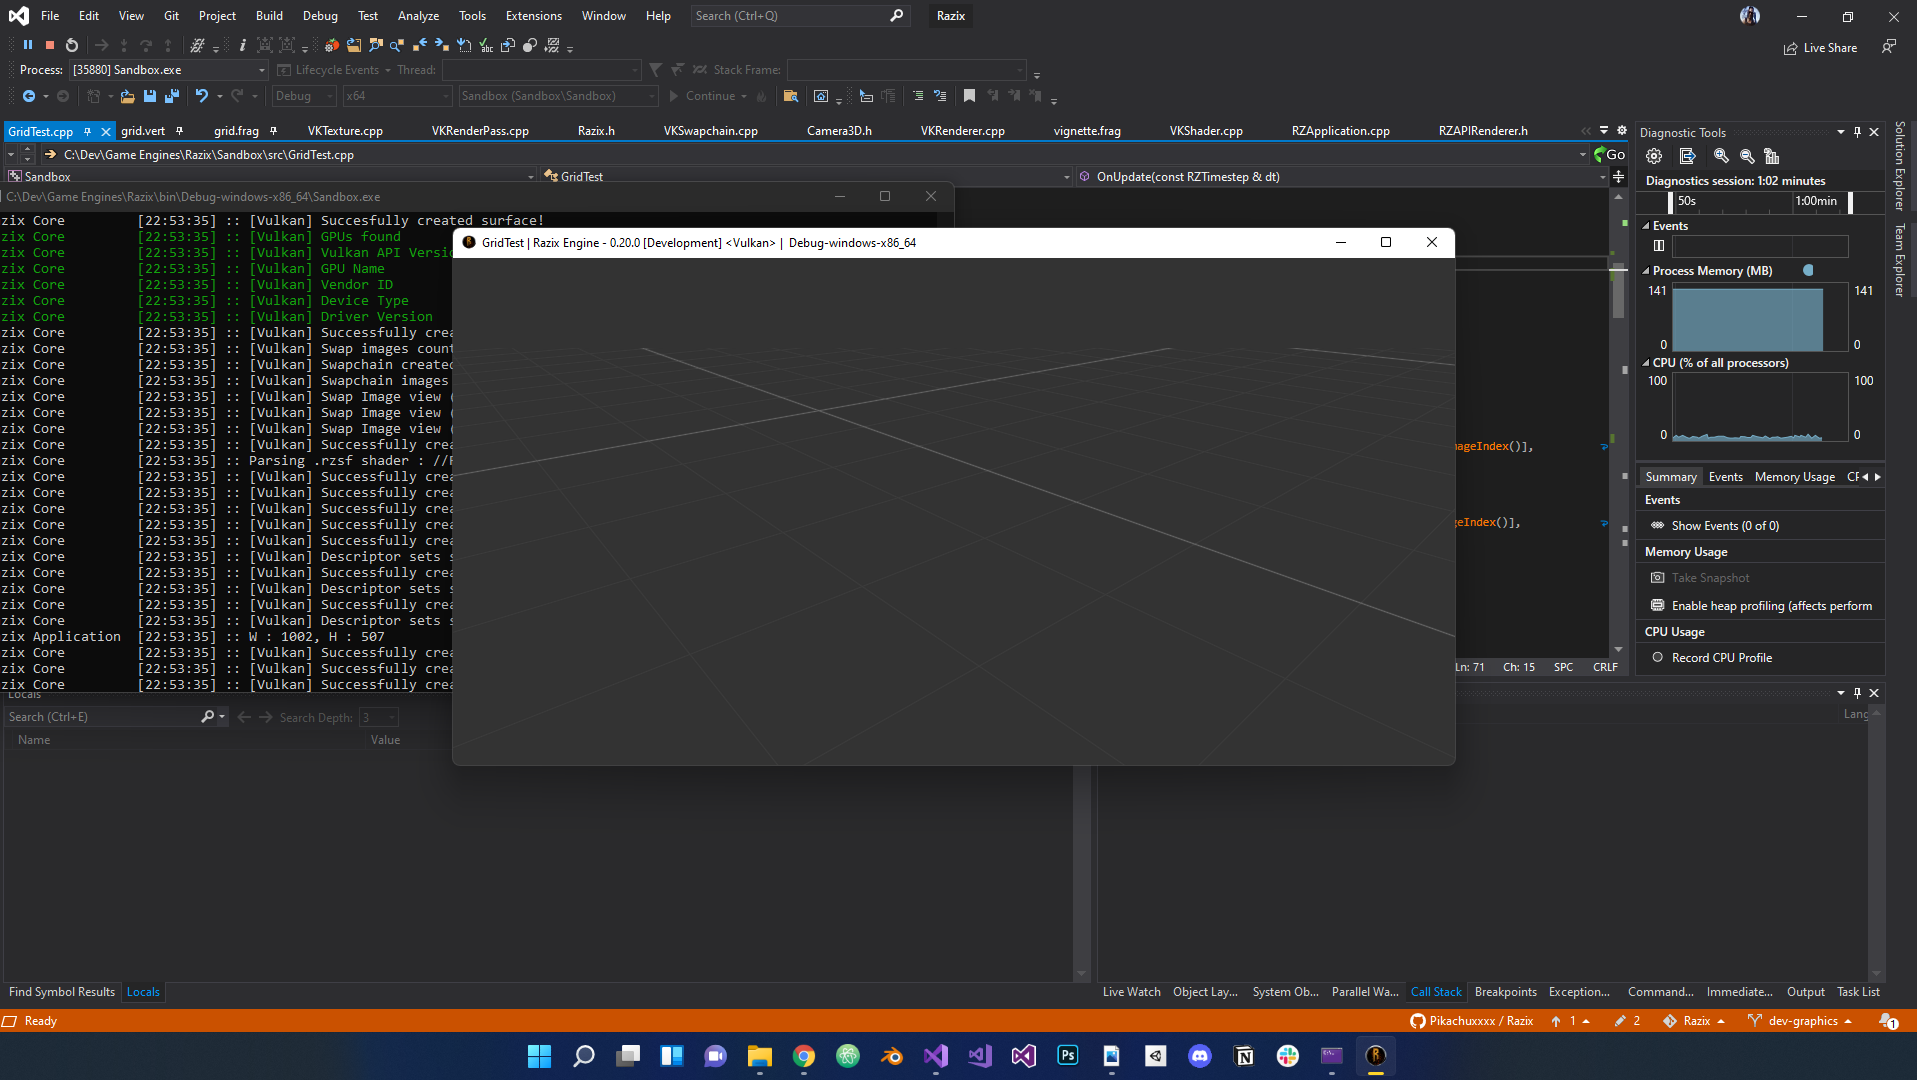 File Edit View Git Project Build Debug Test Analyze Tools Extensions Window Help Search (Ctrl+Q) Razix
Live Share
Process: [35880] Sandbox.exe Lifecycle Events Thread: Stack Frame:
Debug x64 Sandbox (Sandbox\Sandbox) Continue
GridTest.cpp grid.vert grid.frag VKTexture.cpp VKRenderPass.cpp Razix.h VKSwapchain.cpp Camera3D.h VKRenderer.cpp vignette.frag VKShader.cpp RZApplication.cpp RZAPIRenderer.h
C:\Dev\Game Engines\Razix\Sandbox\src\GridTest.cpp Go
Sandbox GridTest OnUpdate(const RZTimestep & dt)
C:\Dev\Game Engines\Razix\bin\Debug-windows-x86_64\Sandbox.exe
zix Core [22:53:35] :: [Vulkan] Succesfully created surface!
zix Core [22:53:35] :: [Vulkan] GPUs found
zix Core [22:53:35] :: [Vulkan] Vulkan API Versio
zix Core [22:53:35] :: [Vulkan] GPU Name
zix Core [22:53:35] :: [Vulkan] Vendor ID
zix Core [22:53:35] :: [Vulkan] Device Type
zix Core [22:53:35] :: [Vulkan] Driver Version
zix Core [22:53:35] :: [Vulkan] Successfully crea
zix Core [22:53:35] :: [Vulkan] Swap images count
zix Core [22:53:35] :: [Vulkan] Swapchain created
zix Core [22:53:35] :: [Vulkan] Swapchain images
zix Core [22:53:35] :: [Vulkan] Swap Image view (
zix Core [22:53:35] :: [Vulkan] Swap Image view (
zix Core [22:53:35] :: [Vulkan] Swap Image view (
zix Core [22:53:35] :: [Vulkan] Successfully crea
zix Core [22:53:35] :: Parsing .rzsf shader : //R
zix Core [22:53:35] :: [Vulkan] Successfully crea
zix Core [22:53:35] :: [Vulkan] Successfully crea
zix Core [22:53:35] :: [Vulkan] Successfully crea
zix Core [22:53:35] :: [Vulkan] Successfully crea
zix Core [22:53:35] :: [Vulkan] Successfully crea
zix Core [22:53:35] :: [Vulkan] Descriptor sets s
zix Core [22:53:35] :: [Vulkan] Successfully crea
zix Core [22:53:35] :: [Vulkan] Descriptor sets s
zix Core [22:53:35] :: [Vulkan] Successfully crea
zix Core [22:53:35] :: [Vulkan] Descriptor sets s
zix Application [22:53:35] :: W : 1002, H : 507
zix Core [22:53:35] :: [Vulkan] Successfully crea
zix Core [22:53:35] :: [Vulkan] Successfully crea
zix Core [22:53:35] :: [Vulkan] Successfully crea
GridTest | Razix Engine - 0.20.0 [Development] <Vulkan> | Debug-windows-x86_64
mageIndex()],
geIndex()],
Ln: 71 Ch: 15 SPC CRLF
Diagnostic Tools
Diagnostics session: 1:02 minutes
50s 1:00min
Events
Process Memory (MB)
141 141
0 0
CPU (% of all processors)
100 100
0 0
Summary Events Memory Usage CP
Events
Show Events (0 of 0)
Memory Usage
Take Snapshot
Enable heap profiling (affects perform
CPU Usage
Record CPU Profile
Solution Explorer
Team Explorer
Locals
Search (Ctrl+E) Search Depth: 3
Name Value
Lang
Find Symbol Results Locals
Live Watch Object Lay... System Ob... Parallel Wa... Call Stack Breakpoints Exception... Command... Immediate... Output Task List
Ready Pikachuxxxx / Razix 1 2 Razix dev-graphics 1
Ps